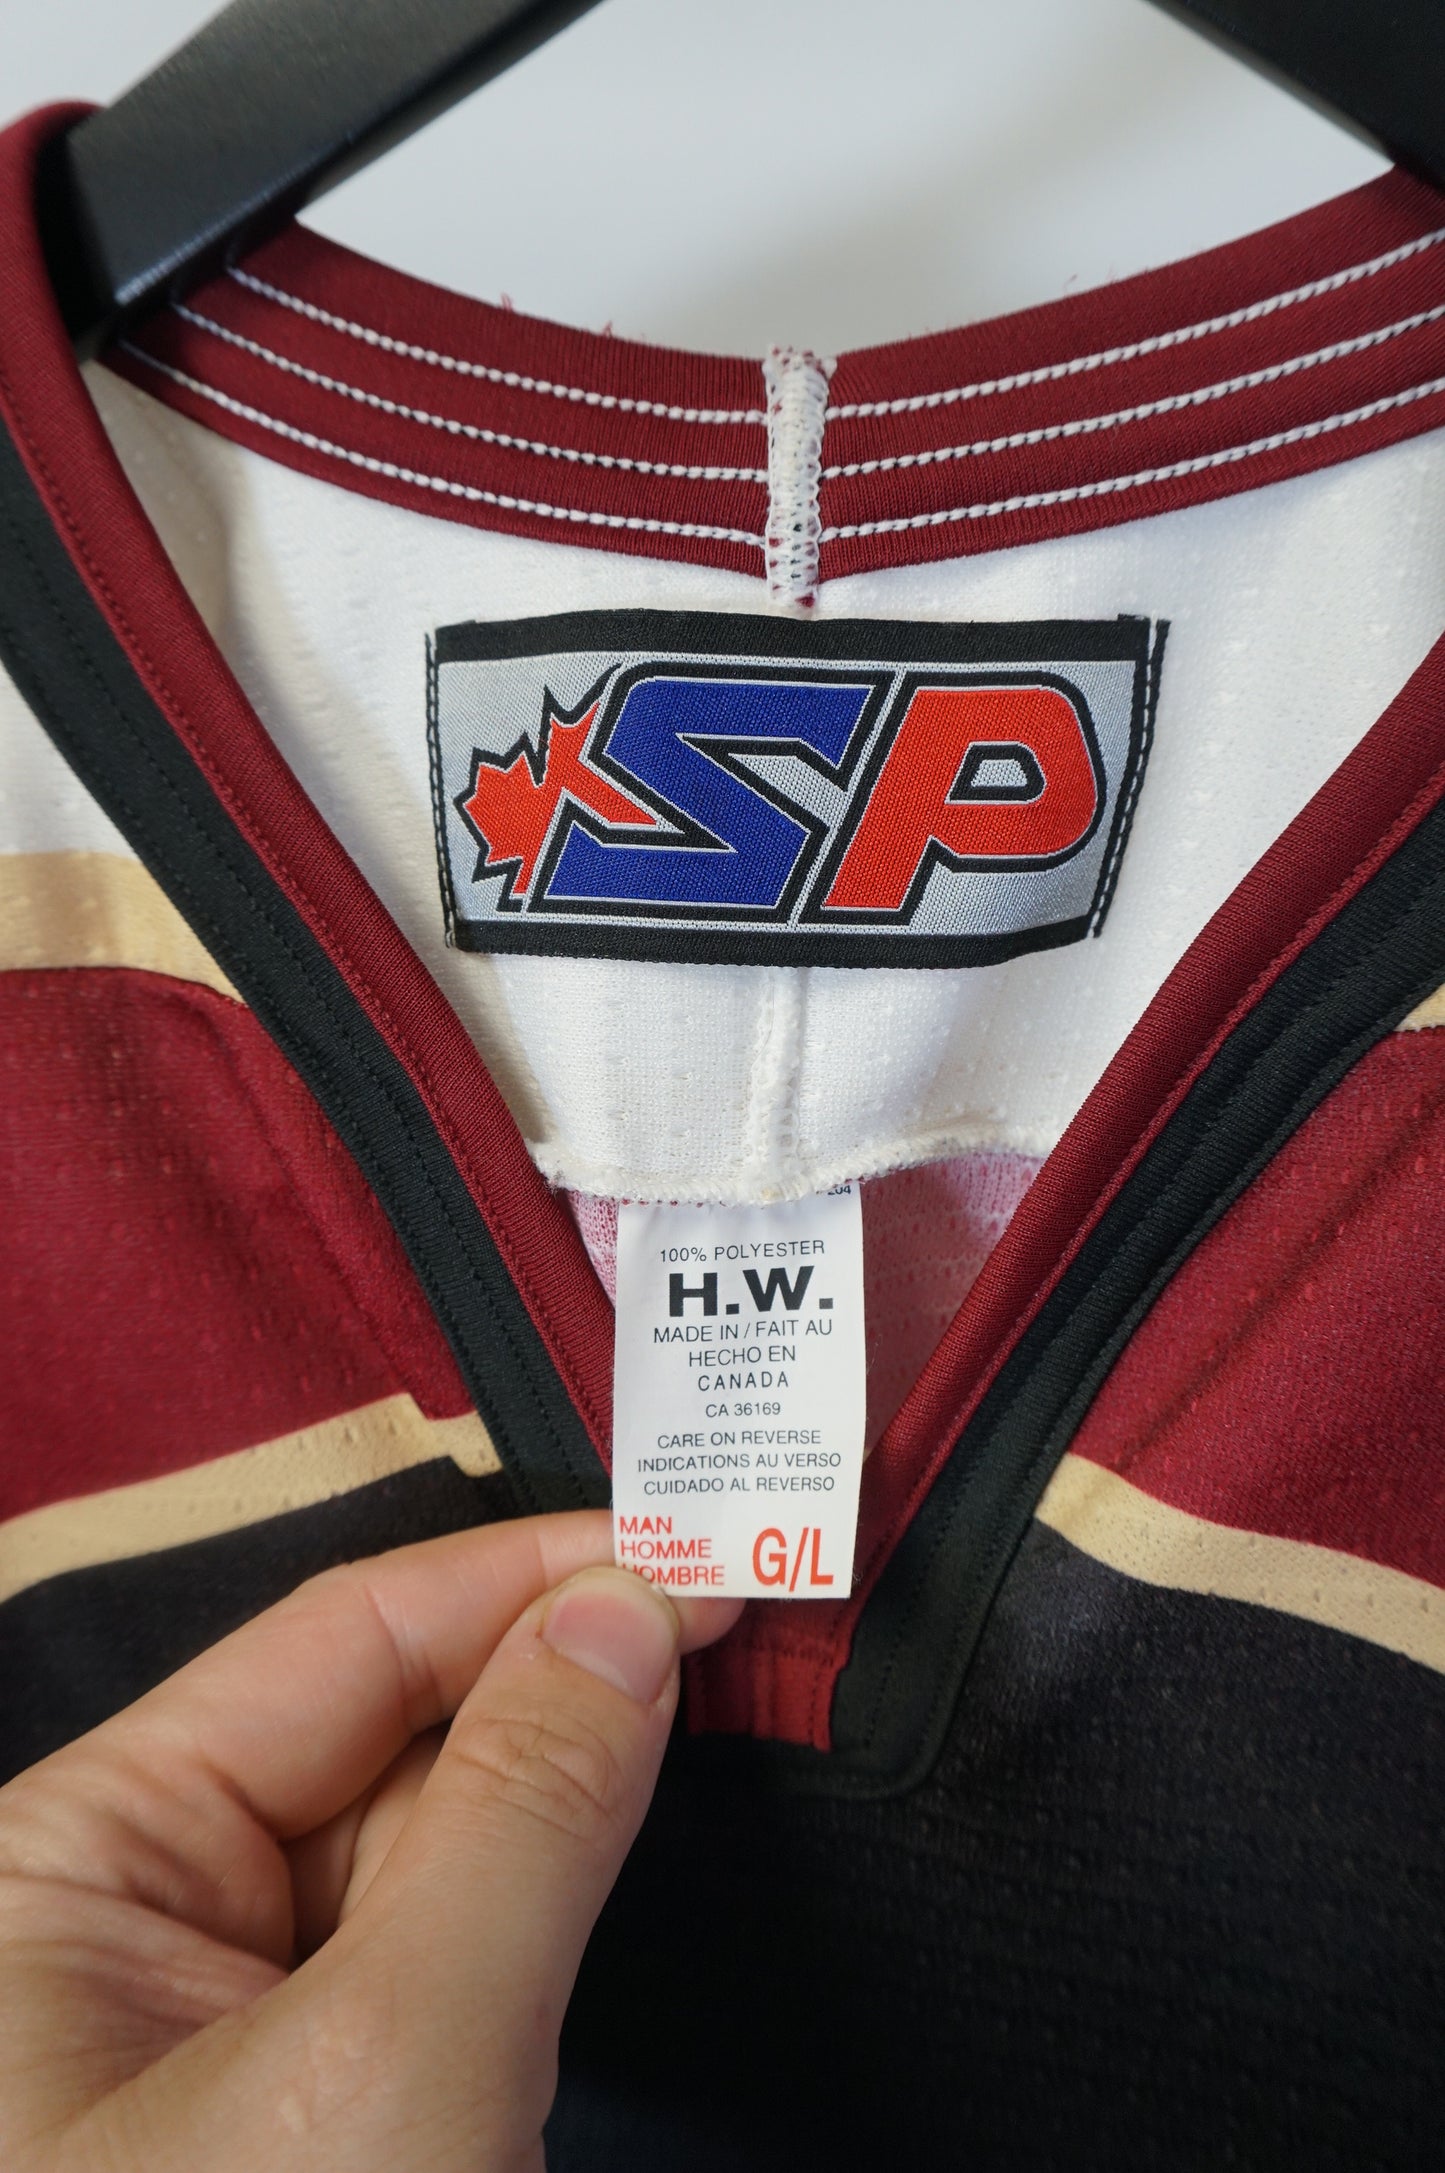 SP
204
100% POLYESTER
H.W.
MADE IN / FAIT AU
HECHO EN
CANADA
CA 36169
CARE ON REVERSE
INDICATIONS AU VERSO
CUIDADO AL REVERSO
MAN
HOMME
HOMBRE
G/L